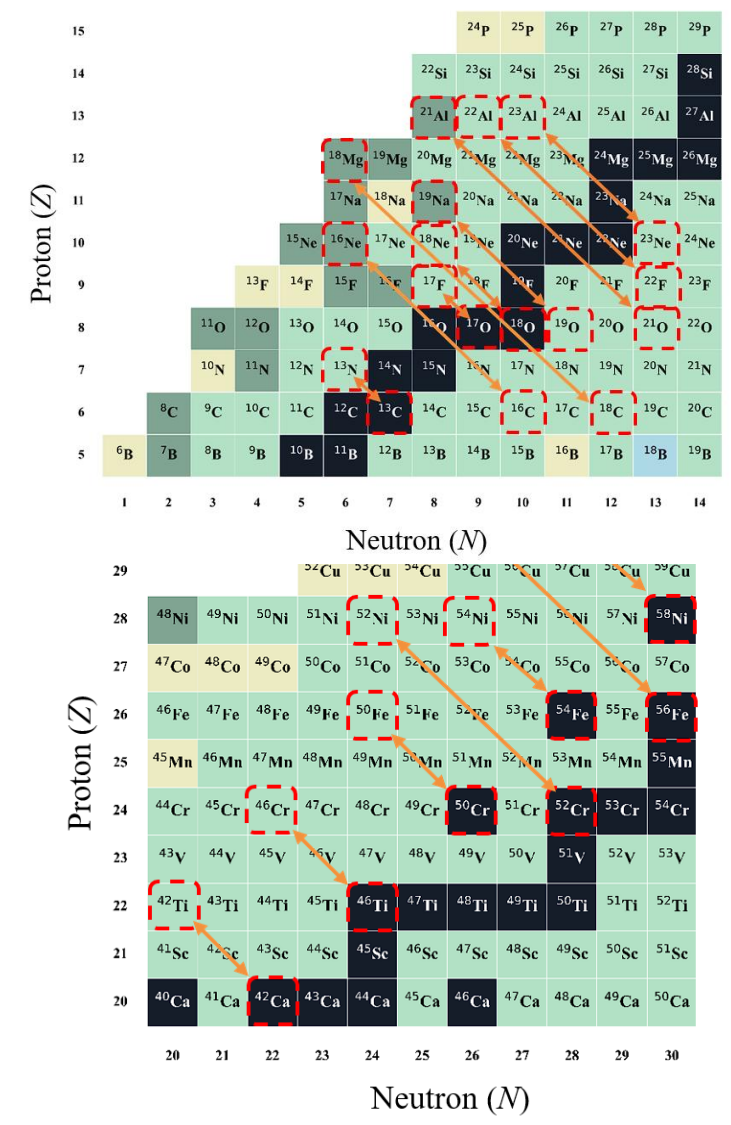 15 24P 25P 26P 27P 28P 29P
14 22Si 23Si 24Si 25Si 26Si 27Si 28Si
13 21Al 22Al 23Al 24Al 25Al 26Al 27Al
12 18Mg 19Mg 20Mg 21Mg 22Mg 23Mg 24Mg 25Mg 26Mg
11 17Na 18Na 19Na 20Na 21Na 22Na 23Na 24Na 25Na
10 15Ne 16Ne 17Ne 18Ne 19Ne 20Ne 21Ne 22Ne 23Ne 24Ne
9 13F 14F 15F 16F 17F 18F 19F 20F 21F 22F 23F
8 11O 12O 13O 14O 15O 16O 17O 18O 19O 20O 21O 22O
7 10N 11N 12N 13N 14N 15N 16N 17N 18N 19N 20N 21N
6 8C 9C 10C 11C 12C 13C 14C 15C 16C 17C 18C 19C 20C
5 6B 7B 8B 9B 10B 11B 12B 13B 14B 15B 16B 17B 18B 19B
1 2 3 4 5 6 7 8 9 10 11 12 13 14
Proton (Z)
Neutron (N)
29 52Cu 53Cu 54Cu 55Cu 56Cu 57Cu 58Cu 59Cu
28 48Ni 49Ni 50Ni 51Ni 52Ni 53Ni 54Ni 55Ni 56Ni 57Ni 58Ni
27 47Co 48Co 49Co 50Co 51Co 52Co 53Co 54Co 55Co 56Co 57Co
26 46Fe 47Fe 48Fe 49Fe 50Fe 51Fe 52Fe 53Fe 54Fe 55Fe 56Fe
25 45Mn 46Mn 47Mn 48Mn 49Mn 50Mn 51Mn 52Mn 53Mn 54Mn 55Mn
24 44Cr 45Cr 46Cr 47Cr 48Cr 49Cr 50Cr 51Cr 52Cr 53Cr 54Cr
23 43V 44V 45V 46V 47V 48V 49V 50V 51V 52V 53V
22 42Ti 43Ti 44Ti 45Ti 46Ti 47Ti 48Ti 49Ti 50Ti 51Ti 52Ti
21 41Sc 42Sc 43Sc 44Sc 45Sc 46Sc 47Sc 48Sc 49Sc 50Sc 51Sc
20 40Ca 41Ca 42Ca 43Ca 44Ca 45Ca 46Ca 47Ca 48Ca 49Ca 50Ca
20 21 22 23 24 25 26 27 28 29 30
Proton (Z)
Neutron (N)